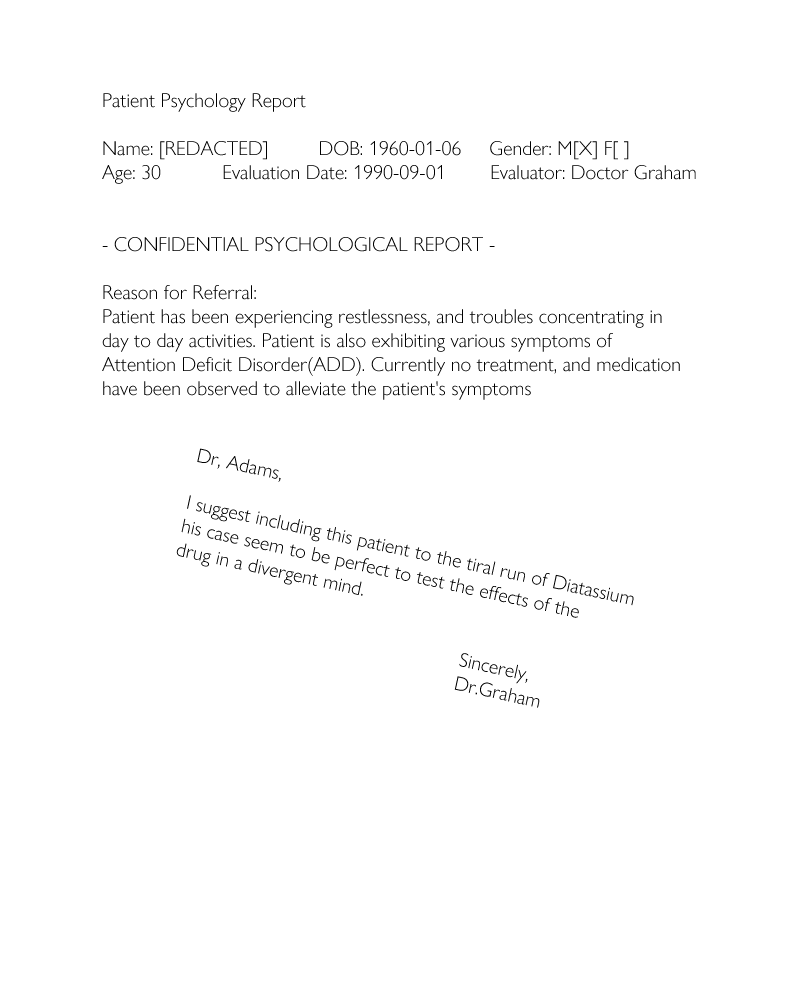 Patient Psychology Report
Name: [REDACTED] DOB: 1960-01-06 Gender: M[X] F[ ]
Age: 30 Evaluation Date: 1990-09-01 Evaluator: Doctor Graham
- CONFIDENTIAL PSYCHOLOGICAL REPORT -
Reason for Referral:
Patient has been experiencing restlessness, and troubles concentrating in
day to day activities. Patient is also exhibiting various symptoms of
Attention Deficit Disorder(ADD). Currently no treatment, and medication
have been observed to alleviate the patient's symptoms
Dr, Adams,
I suggest including this patient to the tiral run of Diatassium
his case seem to be perfect to test the effects of the
drug in a divergent mind.
Sincerely,
Dr.Graham